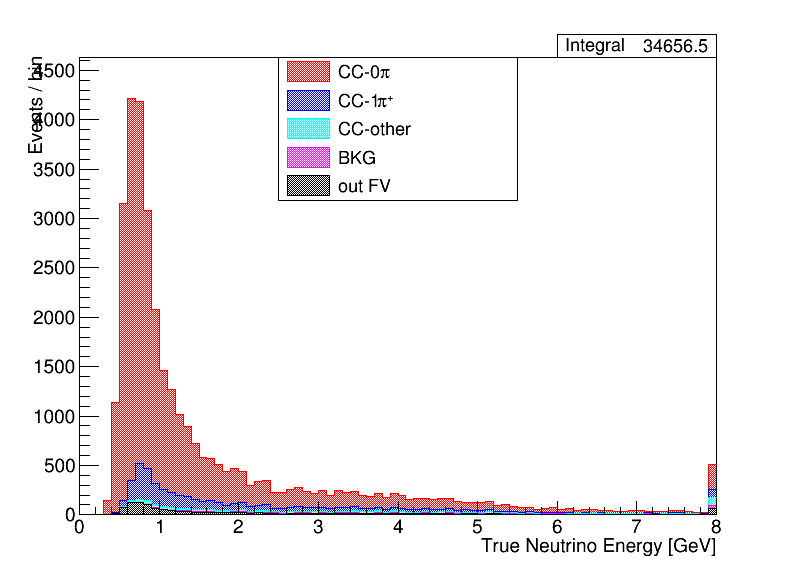 Integral 34656.5
Events / bin
CC-0π
CC-1π⁺
CC-other
BKG
out FV
4500
4000
3500
3000
2500
2000
1500
1000
500
0
0 1 2 3 4 5 6 7 8
True Neutrino Energy [GeV]